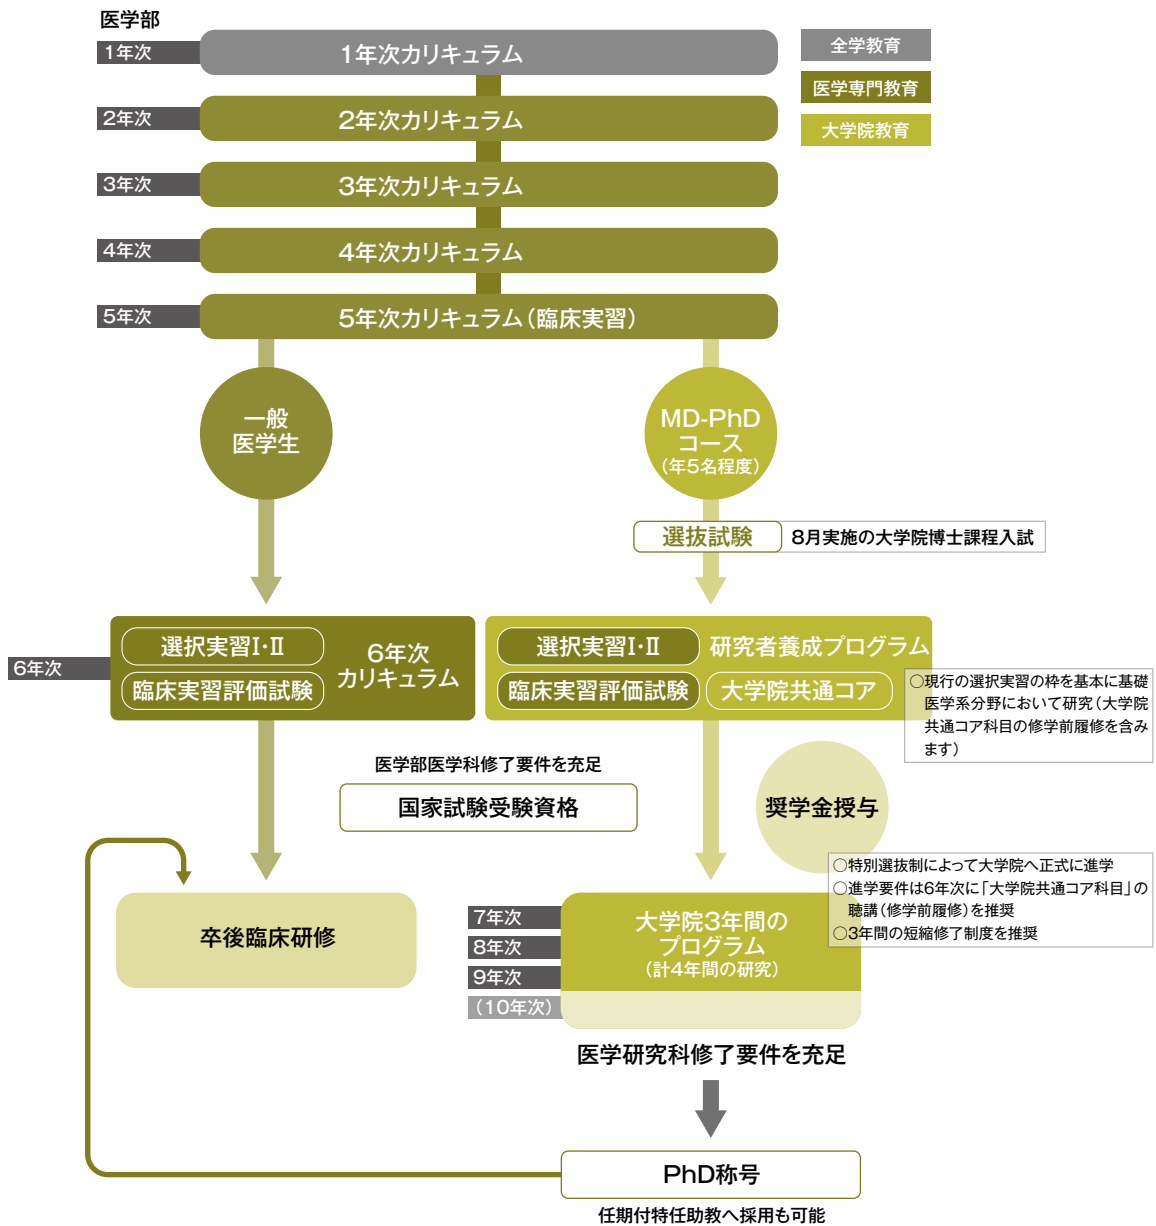 医学部
1年次
1年次カリキュラム
全学教育
医学専門教育
大学院教育
2年次
2年次カリキュラム
3年次
3年次カリキュラム
4年次
4年次カリキュラム
5年次
5年次カリキュラム(臨床実習)
一般
医学生
MD-PhD
コース
(年5名程度)
選抜試験
8月実施の大学院博士課程入試
6年次
選択実習Ⅰ・Ⅱ
臨床実習評価試験
6年次
カリキュラム
選択実習Ⅰ・Ⅱ
研究者養成プログラム
臨床実習評価試験
大学院共通コア
○現行の選択実習の枠を基本に基礎
医学系分野において研究(大学院
共通コア科目の修学前履修を含み
ます)
医学部医学科修了要件を充足
国家試験受験資格
奨学金授与
○特別選抜制によって大学院へ正式に進学
○進学要件は6年次に「大学院共通コア科目」の
聴講(修学前履修)を推奨
○3年間の短縮修了制度を推奨
卒後臨床研修
7年次
8年次
9年次
(10年次)
大学院3年間の
プログラム
(計4年間の研究)
医学研究科修了要件を充足
PhD称号
任期付特任助教へ採用も可能